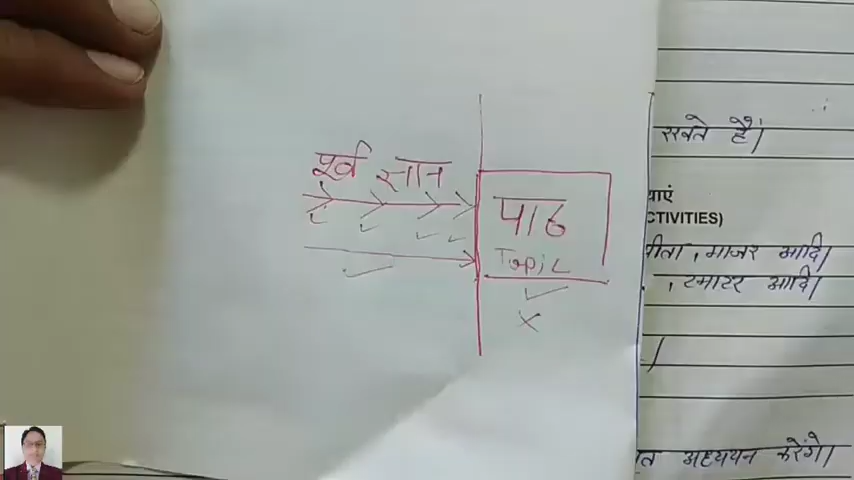 पूर्व ज्ञान
पाठ
Topic
रखते हैं।
याएं
CTIVITIES)
गाजर आदि।
, टमाटर आदि।
अध्ययन करेंगे।